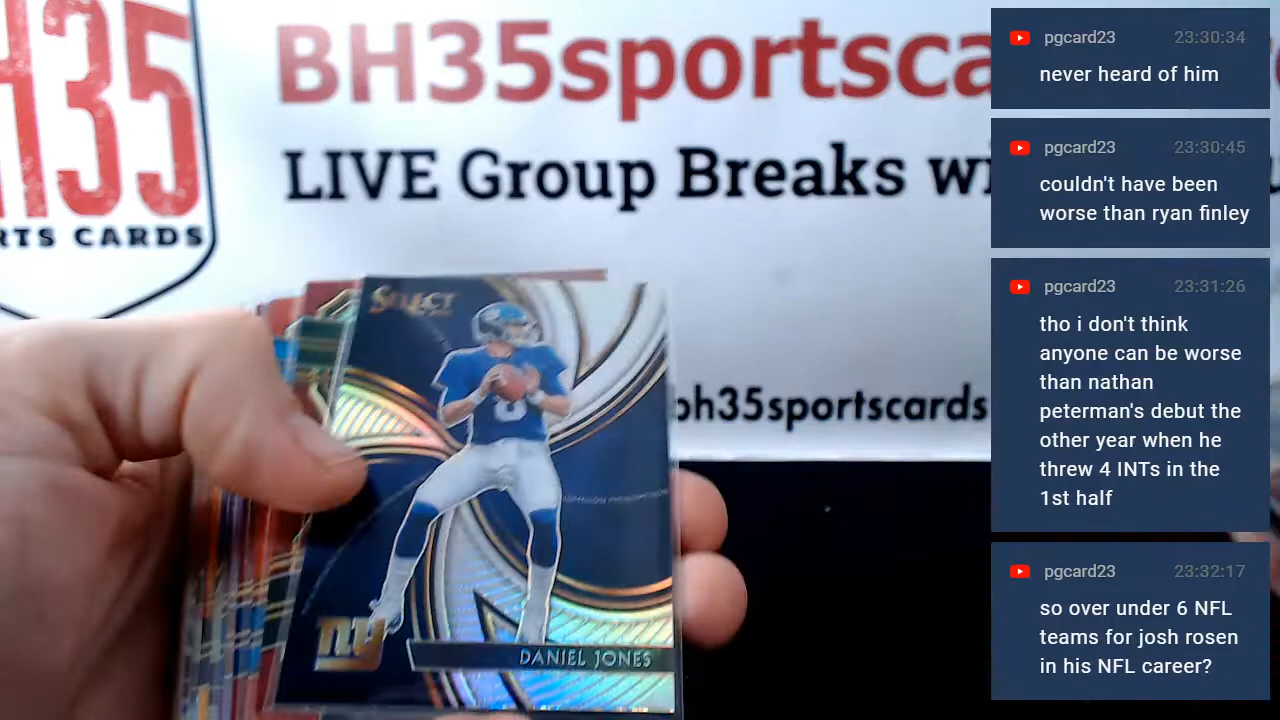 H35
RTS CARDS
BH35sportsca
LIVE Group Breaks wi
bh35sportscards
SELECT
8
ny
DANIEL JONES
pgcard23 23:30:34
never heard of him
pgcard23 23:30:45
couldn't have been
worse than ryan finley
pgcard23 23:31:26
tho i don't think
anyone can be worse
than nathan
peterman's debut the
other year when he
threw 4 INTs in the
1st half
pgcard23 23:32:17
so over under 6 NFL
teams for josh rosen
in his NFL career?